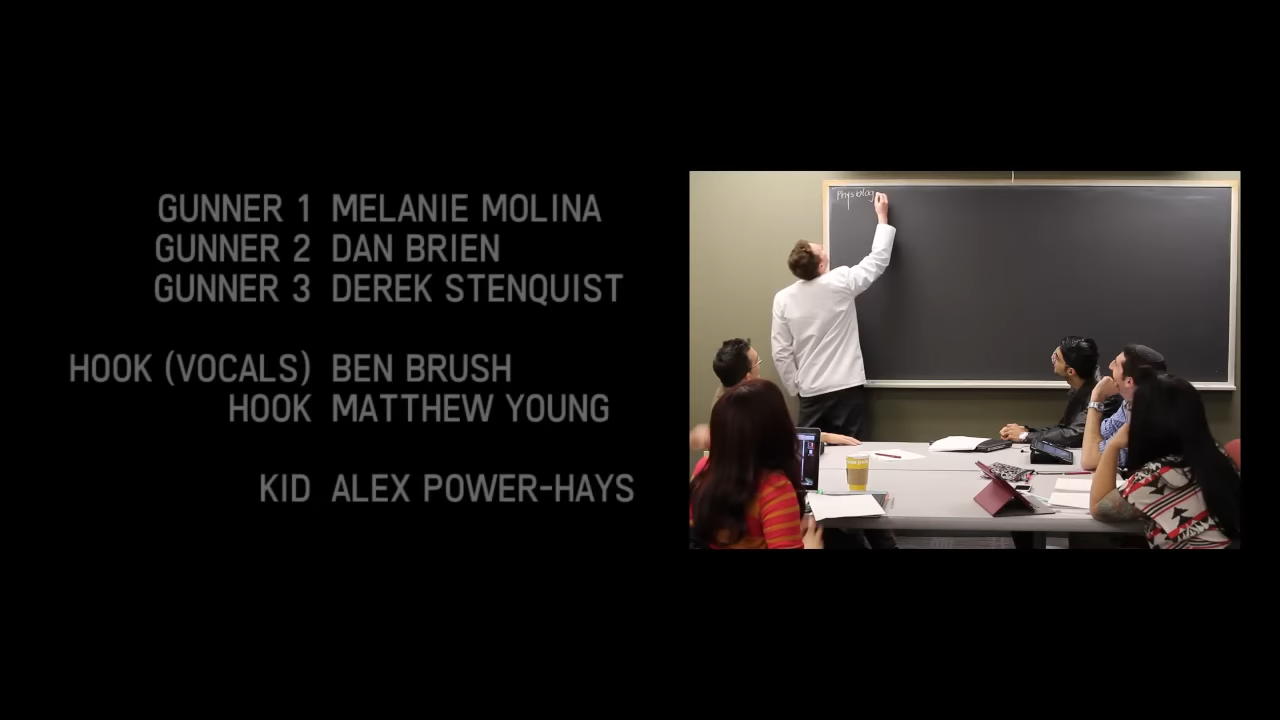 GUNNER 1 MELANIE MOLINA
GUNNER 2 DAN BRIEN
GUNNER 3 DEREK STENQUIST
HOOK (VOCALS) BEN BRUSH
HOOK MATTHEW YOUNG
KID ALEX POWER-HAYS
Physiolog